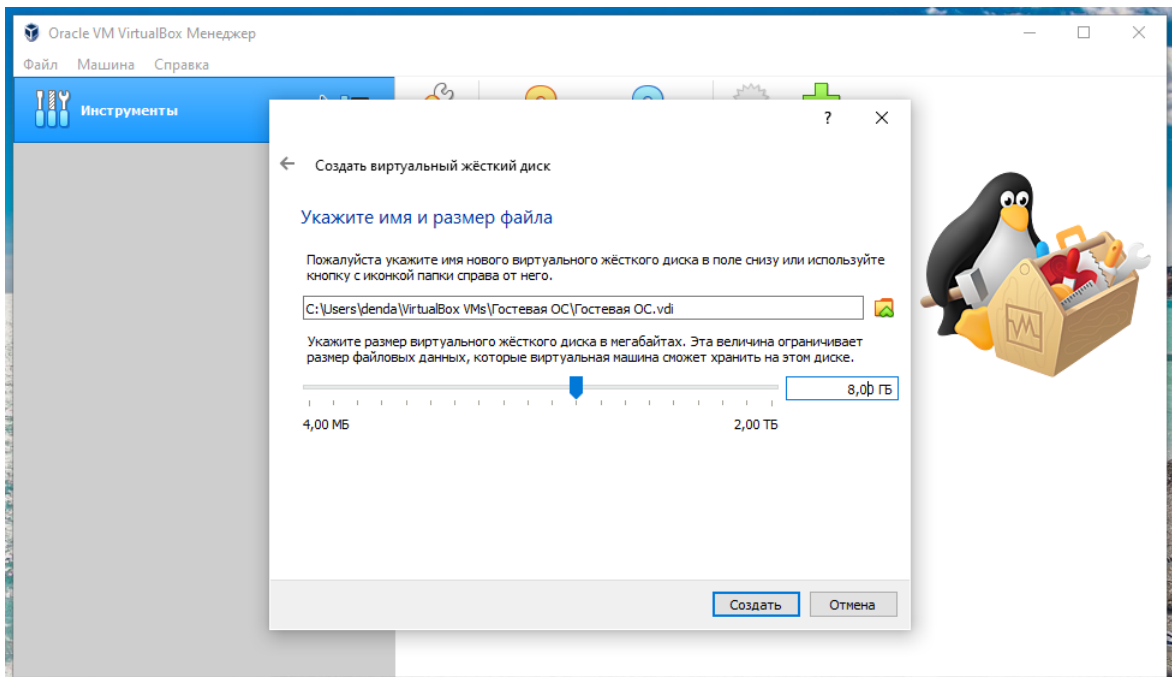 Oracle VM VirtualBox Менеджер
Файл Машина Справка
Инструменты
?
Создать виртуальный жёсткий диск
Укажите имя и размер файла
Пожалуйста укажите имя нового виртуального жёсткого диска в поле снизу или используйте
кнопку с иконкой папки справа от него.
C:\Users\denda\VirtualBox VMs\Гостевая ОС\Гостевая ОС.vdi
Укажите размер виртуального жёсткого диска в мегабайтах. Эта величина ограничивает
размер файловых данных, которые виртуальная машина сможет хранить на этом диске.
8,00 ГБ
4,00 МБ 2,00 ТБ
Создать Отмена